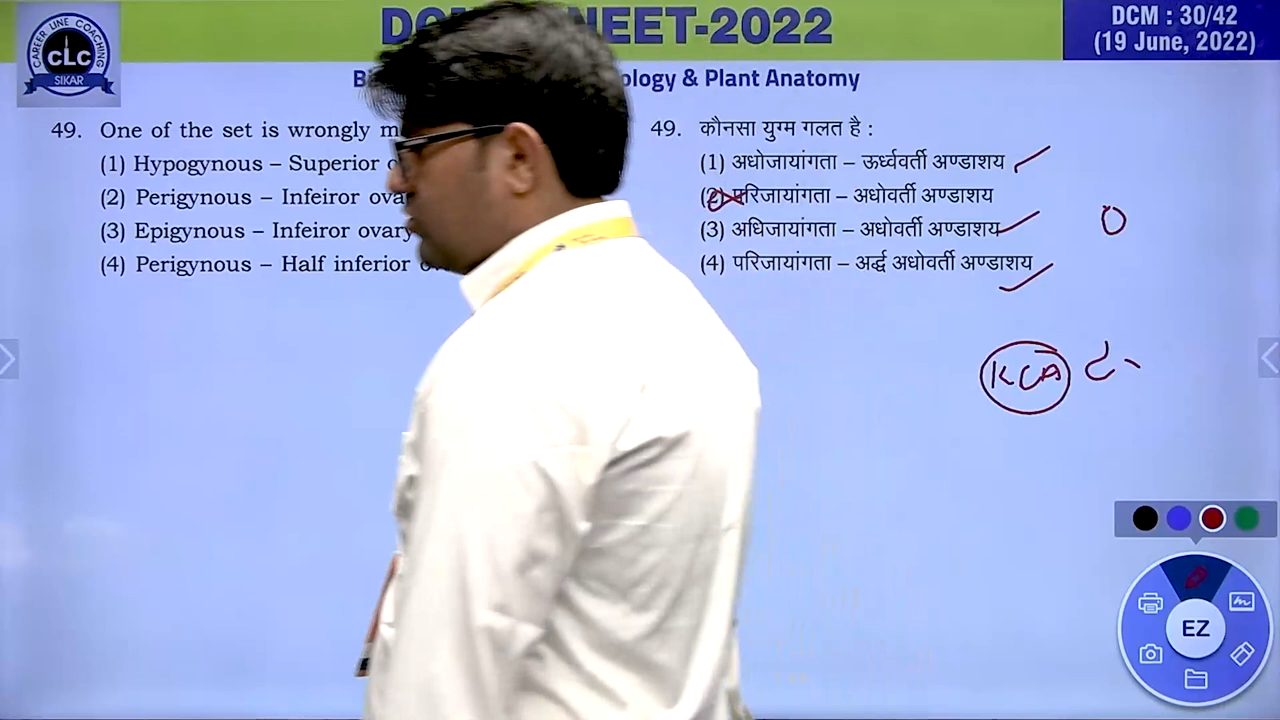 NEET-2022
DCM : 30/42
(19 June, 2022)
CAREER LINE COACHING
CLC
SIKAR
ology & Plant Anatomy
49. One of the set is wrongly m
(1) Hypogynous – Superior o
(2) Perigynous – Infeiror ova
(3) Epigynous – Infeiror ovary
(4) Perigynous – Half inferior
49. कौनसा युग्म गलत है :
(1) अधोजायांगता – ऊर्ध्ववर्ती अण्डाशय
(2) परिजायांगता – अधोवर्ती अण्डाशय
(3) अधिजायांगता – अधोवर्ती अण्डाशय
(4) परिजायांगता – अर्द्ध अधोवर्ती अण्डाशय
KCA
EZ